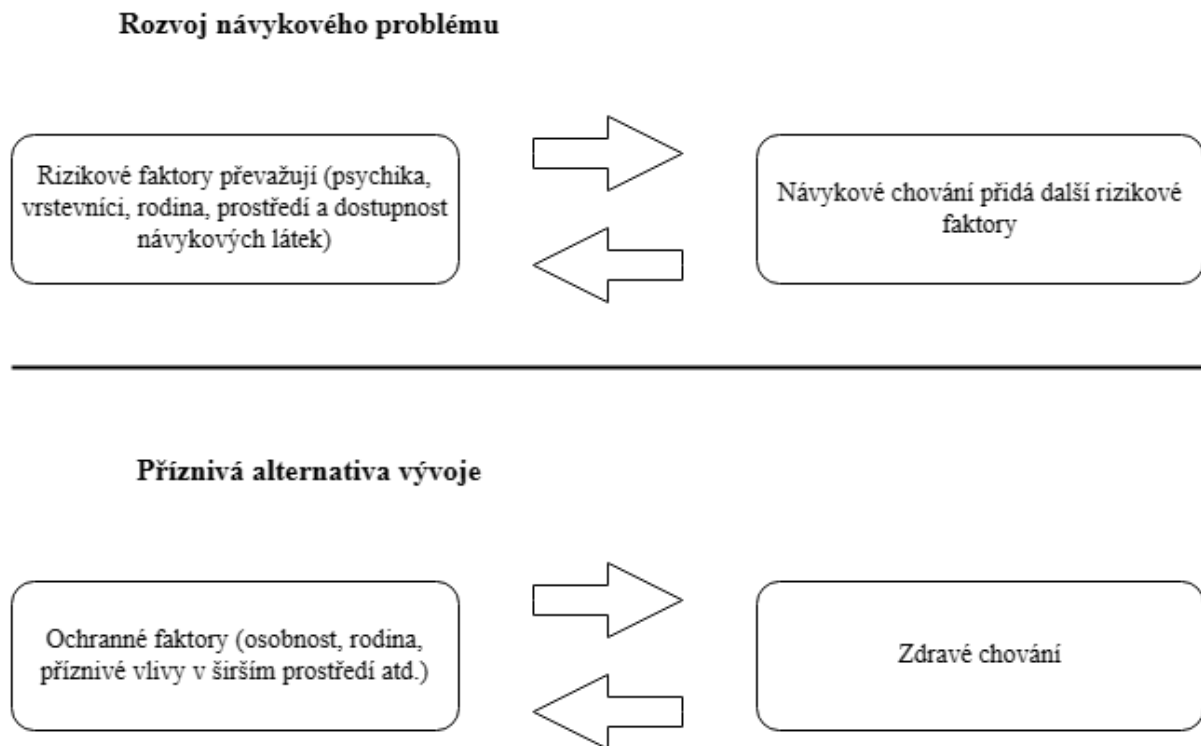 Rozvoj návykového problému
Rizikové faktory převažují (psychika,
vrstevníci, rodina, prostředí a dostupnost
návykových látek)
Návykové chování přidá další rizikové
faktory
Příznivá alternativa vývoje
Ochranné faktory (osobnost, rodina,
příznivé vlivy v širším prostředí atd.)
Zdravé chování